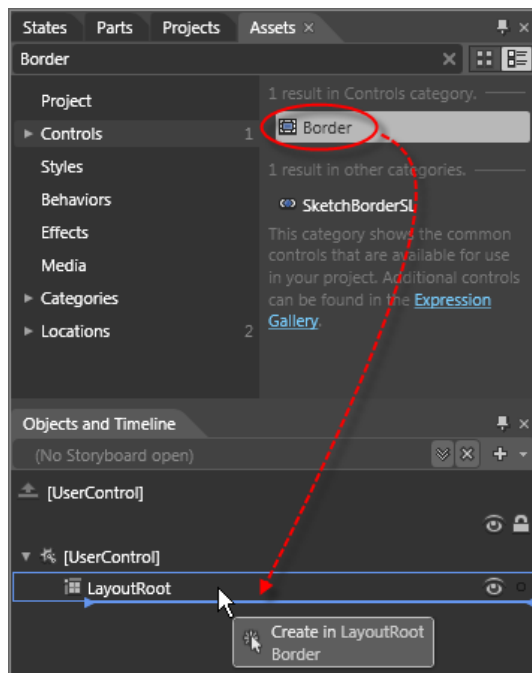 States Parts Projects Assets
Border
Project
Controls 1
Styles
Behaviors
Effects
Media
Categories
Locations 2
1 result in Controls category.
Border
1 result in other categories.
SketchBorderSL
This category shows the common
controls that are available for use
in your project. Additional controls
can be found in the Expression
Gallery.
Objects and Timeline
(No Storyboard open)
[UserControl]
[UserControl]
LayoutRoot
Create in LayoutRoot
Border